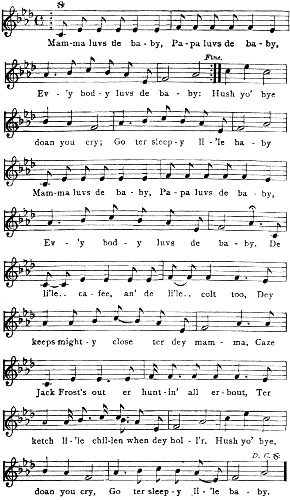 Mam-ma luvs de ba-by, Pa-pa luvs de ba-by,
Fine.
Ev-'y bod-y luvs de ba-by: Hush yo' bye
doan you cry; Go ter sleep-y li-'le ba-by
Mam-ma luvs de ba-by, Pa-pa luvs de ba-by,
Ev-'y bod-y luvs de ba-by. De
li'le.. ca-fee, an' de li'le.. colt too, Dey
keeps might-y close ter dey mam-ma, Caze
Jack Frost's out er hunt-in' all er-bout, Ter
ketch li-'le chil-len when dey hol-l'r. Hush yo' bye,
D. C.
doan you cry, Go ter sleep-y li-'le ba-by.